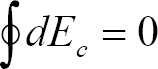 ∮dE_c = 0